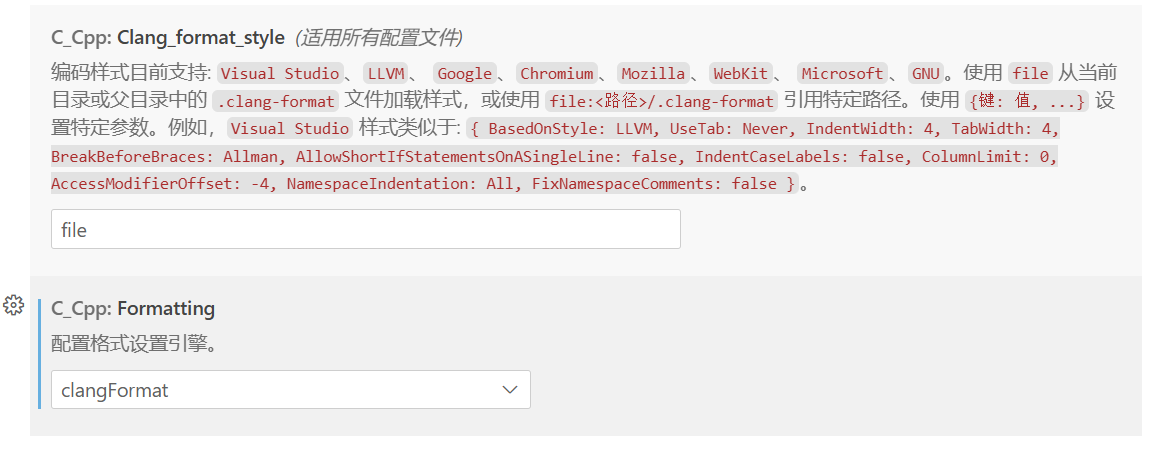 C_Cpp: Clang_format_style (适用所有配置文件)
编码样式目前支持: Visual Studio、LLVM、 Google、Chromium、Mozilla、WebKit、 Microsoft、GNU。使用 file 从当前
目录或父目录中的 .clang-format 文件加载样式，或使用 file:<路径>/.clang-format 引用特定路径。使用 {键: 值, ...} 设
置特定参数。例如，Visual Studio 样式类似于: { BasedOnStyle: LLVM, UseTab: Never, IndentWidth: 4, TabWidth: 4,
BreakBeforeBraces: Allman, AllowShortIfStatementsOnASingleLine: false, IndentCaseLabels: false, ColumnLimit: 0,
AccessModifierOffset: -4, NamespaceIndentation: All, FixNamespaceComments: false }。
file
C_Cpp: Formatting
配置格式设置引擎。
clangFormat